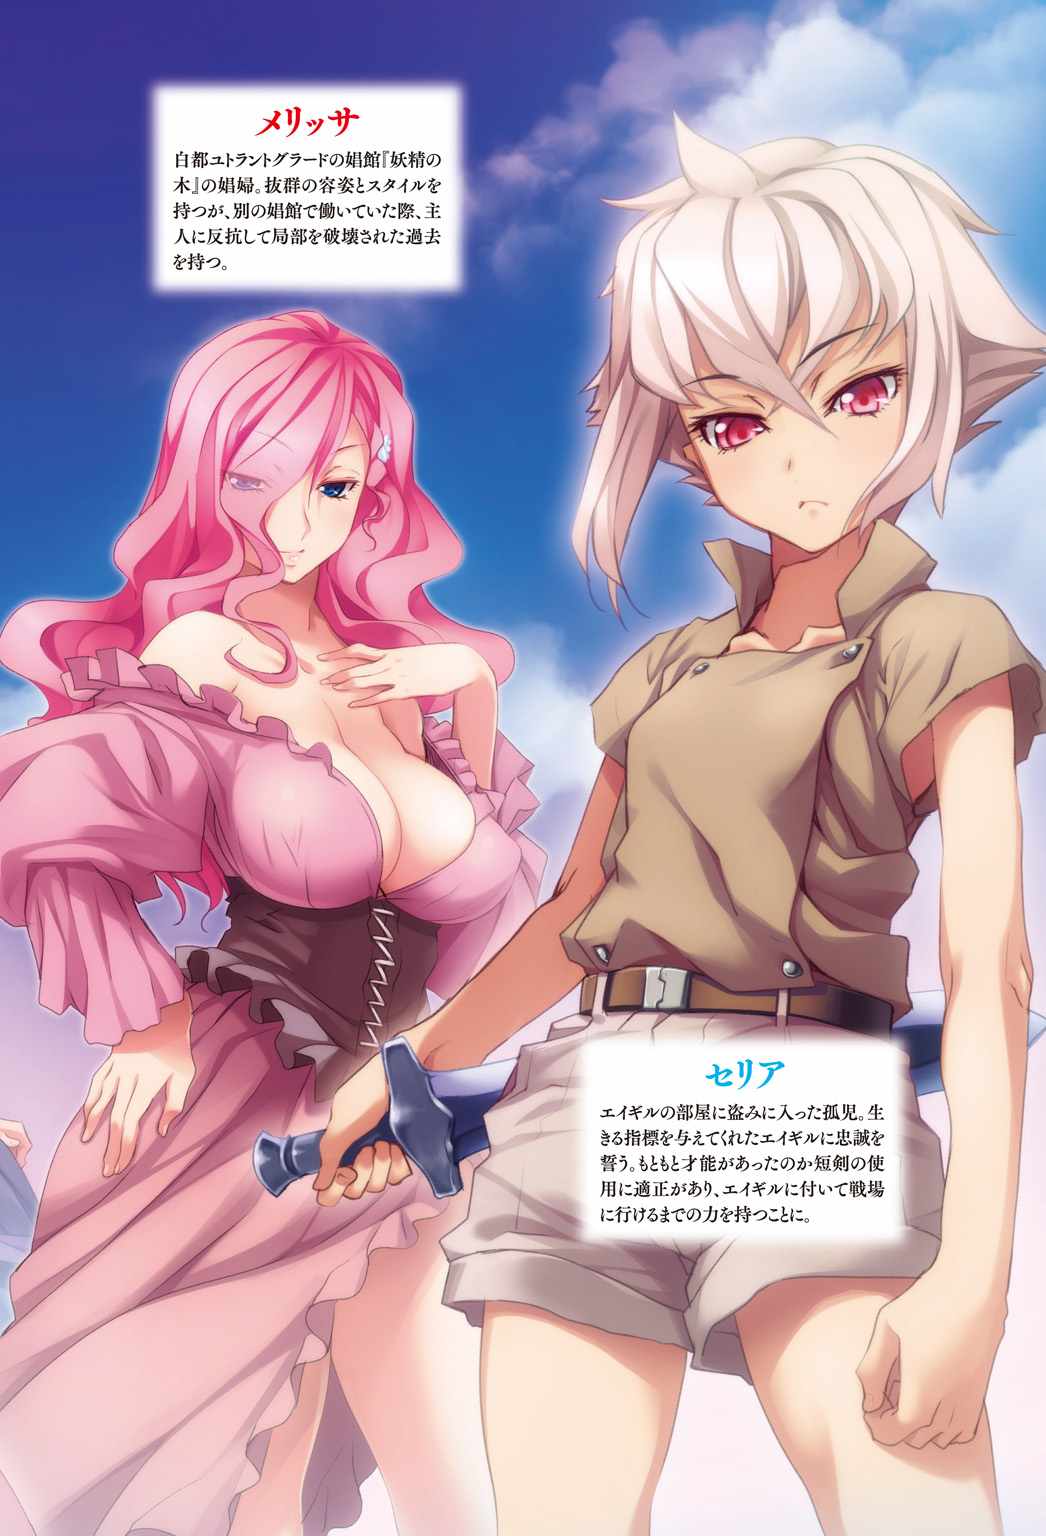 メリッサ
白都ユトラントグラードの娼館『妖精の
木』の娼婦。抜群の容姿とスタイルを
持つが、別の娼館で働いていた際、主
人に反抗して局部を破壊された過去
を持つ。
セリア
エイギルの部屋に盗みに入った孤児。生
きる指標を与えてくれたエイギルに忠誠を
誓う。もともと才能があったのか短剣の使
用に適正があり、エイギルに付いて戦場
に行けるまでの力を持つことに。